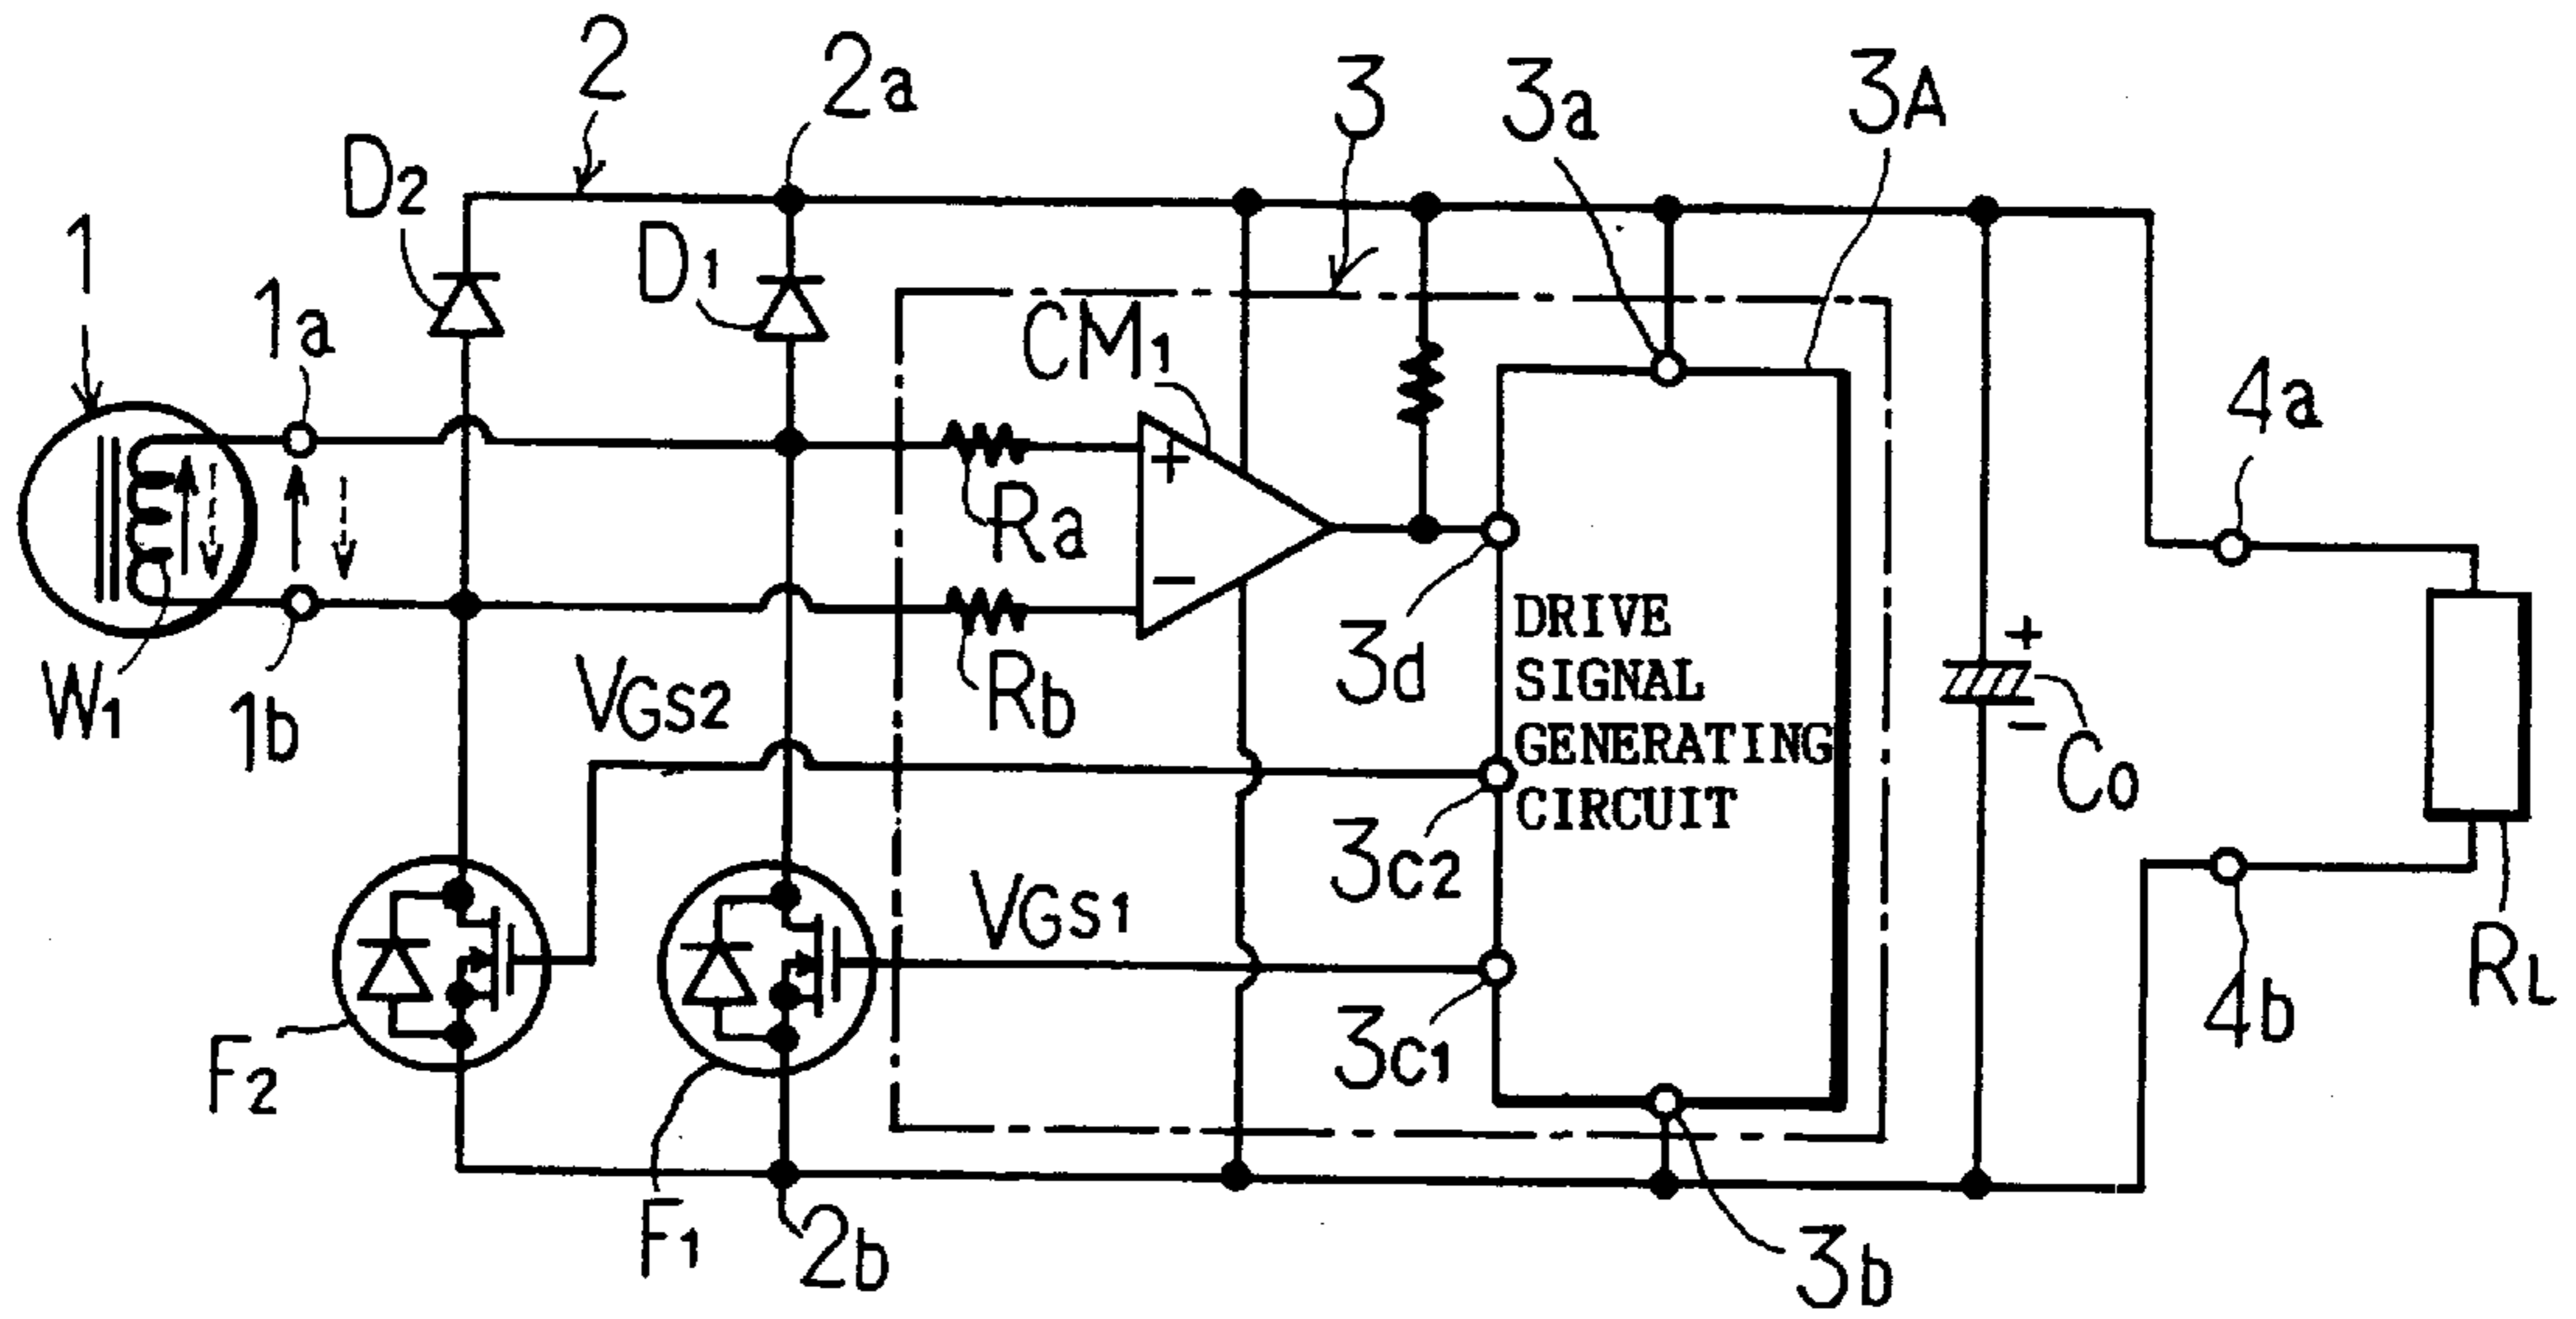 2
2a
3
3a
3A
D2
D1
1
1a
CM1
4a
+
Ra
−
3d
DRIVE
SIGNAL
GENERATING
CIRCUIT
W1
1b
Rb
VGS2
+
−
C0
3c2
VGS1
RL
4b
3c1
F2
F1
2b
3b